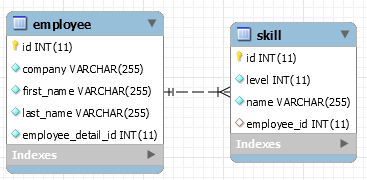 employee
id INT(11)
company VARCHAR(255)
first_name VARCHAR(255)
last_name VARCHAR(255)
employee_detail_id INT(11)
Indexes
skill
id INT(11)
level INT(11)
name VARCHAR(255)
employee_id INT(11)
Indexes